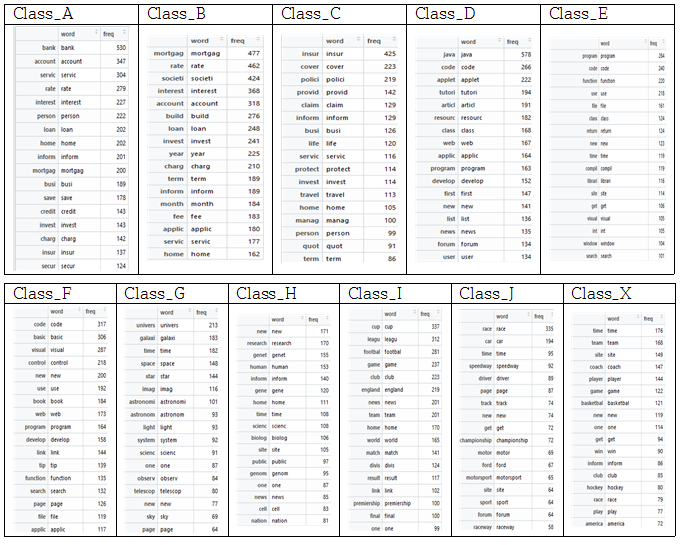 Class_A
word freq
bank bank 530
account account 347
servic servic 304
rate rate 279
interest interest 227
person person 222
loan loan 202
home home 202
inform inform 201
mortgag mortgag 200
busi busi 189
save save 178
credit credit 143
invest invest 143
charg charg 142
insur insur 137
secur secur 124
Class_B
word freq
mortgag mortgag 477
rate rate 462
societi societi 424
interest interest 368
account account 318
build build 276
loan loan 248
invest invest 241
year year 225
charg charg 210
term term 189
inform inform 189
month month 184
fee fee 183
applic applic 180
servic servic 177
home home 162
Class_C
word freq
insur insur 425
cover cover 223
polici polici 219
provid provid 142
claim claim 129
inform inform 129
busi busi 126
life life 120
servic servic 116
protect protect 114
invest invest 114
travel travel 113
home home 105
manag manag 100
person person 99
quot quot 91
term term 86
Class_D
word freq
java java 578
code code 266
applet applet 222
tutori tutori 194
articl articl 191
resourc resourc 182
class class 168
web web 167
applic applic 164
program program 163
develop develop 152
first first 147
new new 141
list list 136
news news 135
forum forum 134
user user 134
Class_E
word freq
program program 264
code code 240
function function 220
use use 218
file file 161
class class 124
return return 124
new new 123
time time 119
compil compil 119
librari librari 116
site site 114
get get 106
visual visual 105
int int 105
window window 104
search search 101
Class_F
word freq
code code 317
basic basic 306
visual visual 287
control control 218
new new 200
use use 192
book book 184
web web 173
program program 164
develop develop 158
link link 144
tip tip 139
function function 135
search search 132
page page 126
file file 119
applic applic 117
Class_G
word freq
univers univers 213
galaxi galaxi 183
time time 182
space space 148
star star 144
imag imag 116
astronomi astronomi 101
astronom astronom 93
light light 93
system system 92
scienc scienc 91
one one 87
observ observ 84
telescop telescop 80
new new 77
sky sky 69
page page 64
Class_H
word freq
new new 171
research research 170
genet genet 155
human human 153
inform inform 140
gene gene 120
home home 111
time time 108
scienc scienc 108
biolog biolog 106
site site 105
public public 97
genom genom 95
one one 87
news news 85
cell cell 83
nation nation 81
Class_I
word freq
cup cup 337
leagu leagu 312
footbal footbal 281
game game 237
club club 223
england england 219
news news 201
team team 201
home home 170
world world 165
match match 141
divis divis 124
result result 117
link link 102
premiership premiership 100
final final 100
one one 99
Class_J
word freq
race race 335
car car 194
time time 95
speedway speedway 92
driver driver 89
page page 87
track track 74
new new 74
get get 72
championship championship 72
motor motor 69
ford ford 67
motorsport motorsport 65
site site 64
sport sport 64
forum forum 64
raceway raceway 58
Class_X
word freq
time time 176
team team 168
site site 149
coach coach 147
player player 144
game game 122
basketbal basketbal 121
new new 119
one one 114
get get 94
win win 90
inform inform 86
club club 85
hockey hockey 80
race race 79
play play 77
america america 72